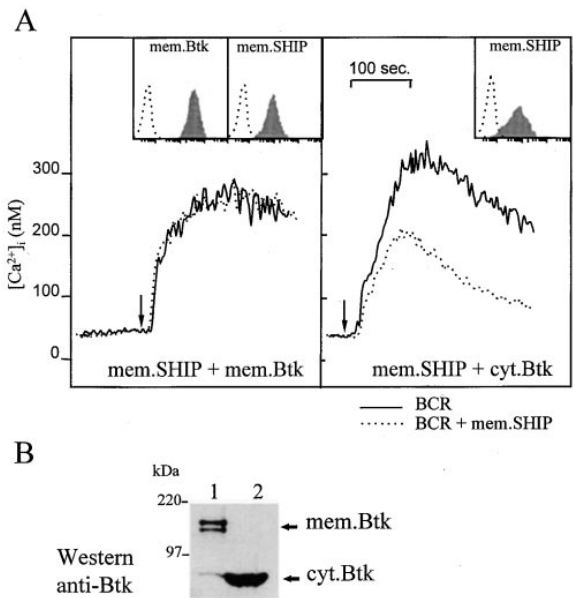 A
mem.Btk
mem.SHIP
mem.SHIP
100 sec.
300
200
100
0
[Ca²⁺]ᵢ (nM)
mem.SHIP + mem.Btk
mem.SHIP + cyt.Btk
BCR
BCR + mem.SHIP
B
kDa
1 2
220
mem.Btk
97
Western
anti-Btk
cyt.Btk